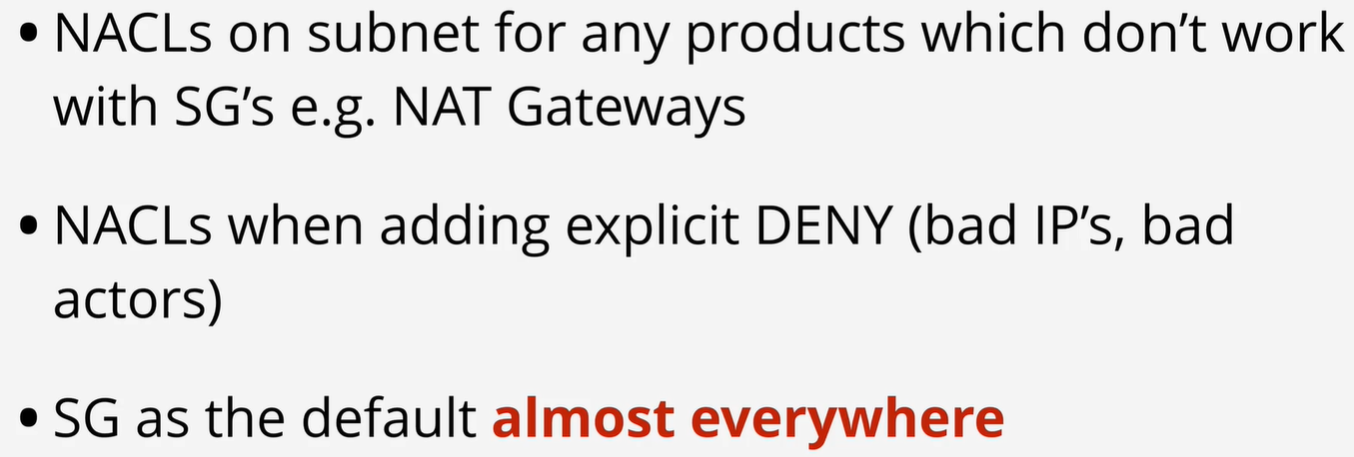 • NACLs on subnet for any products which don’t work
with SG’s e.g. NAT Gateways
• NACLs when adding explicit DENY (bad IP’s, bad
actors)
• SG as the default almost everywhere